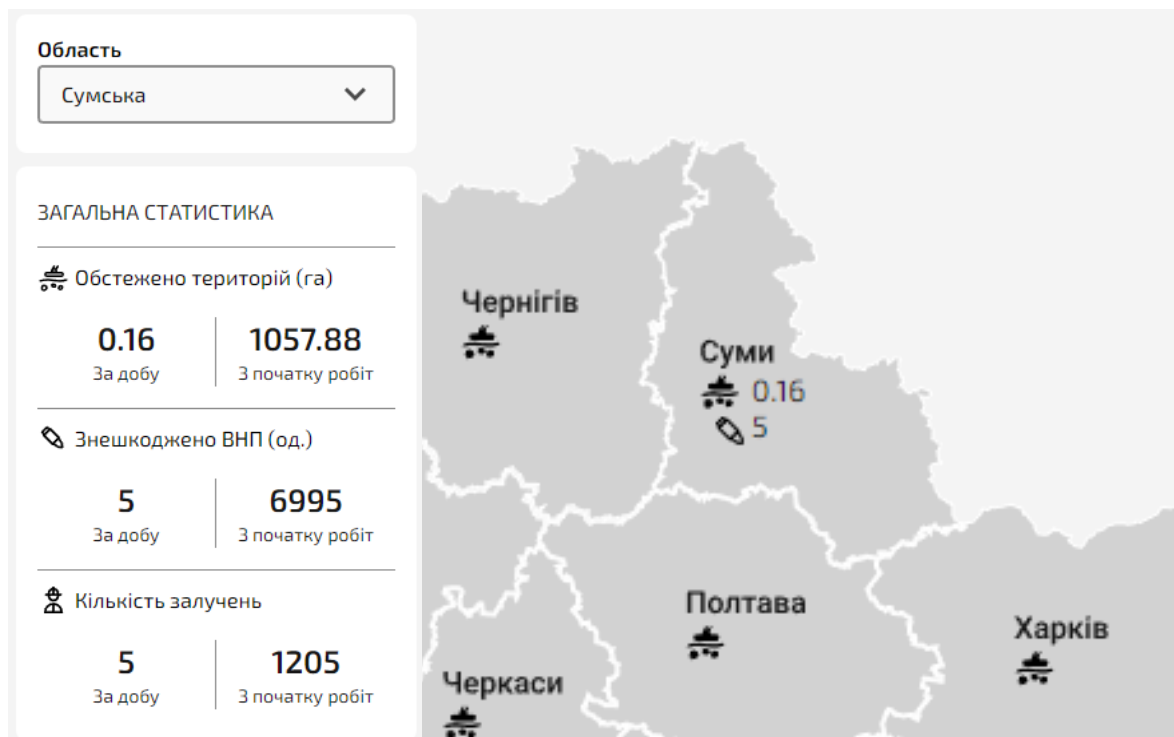 Область
Сумська
ЗАГАЛЬНА СТАТИСТИКА
Обстежено територій (га)
0.16
1057.88
За добу
З початку робіт
Знешкоджено ВНП (од.)
5
6995
За добу
З початку робіт
Кількість залучень
5
1205
За добу
З початку робіт
Чернігів
Суми
0.16
5
Полтава
Харків
Черкаси